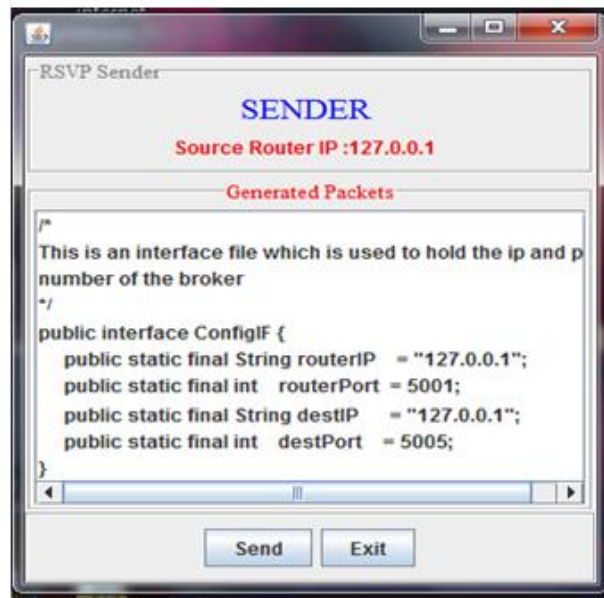 RSVP Sender
SENDER
Source Router IP :127.0.0.1
Generated Packets
/*
This is an interface file which is used to hold the ip and p
number of the broker
*/
public interface ConfigIF {
public static final String routerIP = "127.0.0.1";
public static final int routerPort = 5001;
public static final String destIP = "127.0.0.1";
public static final int destPort = 5005;
}
Send Exit